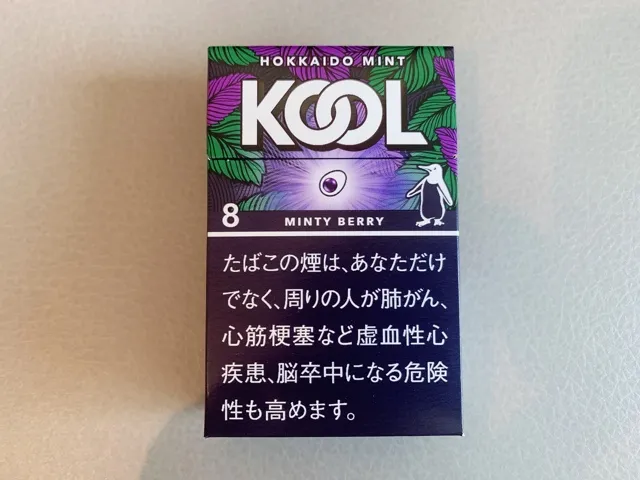 HOKKAIDO MINT
KOOL
8
MINTY BERRY
たばこの煙は、あなただけ
でなく、周りの人が肺がん、
心筋梗塞など虚血性心
疾患、脳卒中になる危険
性も高めます。